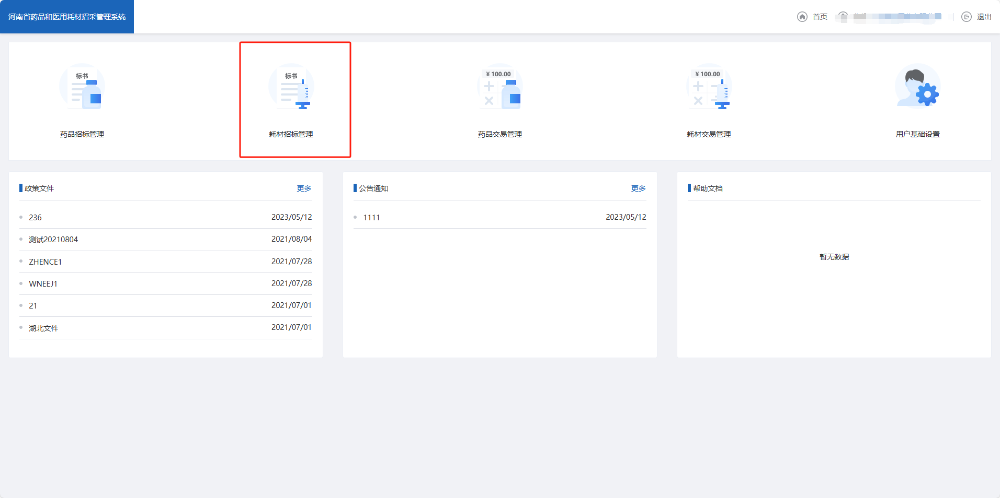 河南省药品和医用耗材招采管理系统
首页
退出
标书
标书
¥ 100.00
¥ 100.00
药品招标管理
耗材招标管理
药品交易管理
耗材交易管理
用户基础设置
政策文件 更多
236 2023/05/12
测试20210804 2021/08/04
ZHENCE1 2021/07/28
WNEEJ1 2021/07/28
21 2021/07/01
湖北文件 2021/07/01
公告通知 更多
1111 2023/05/12
帮助文档
暂无数据